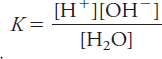 K = [H⁺][OH⁻] / [H₂O]
.